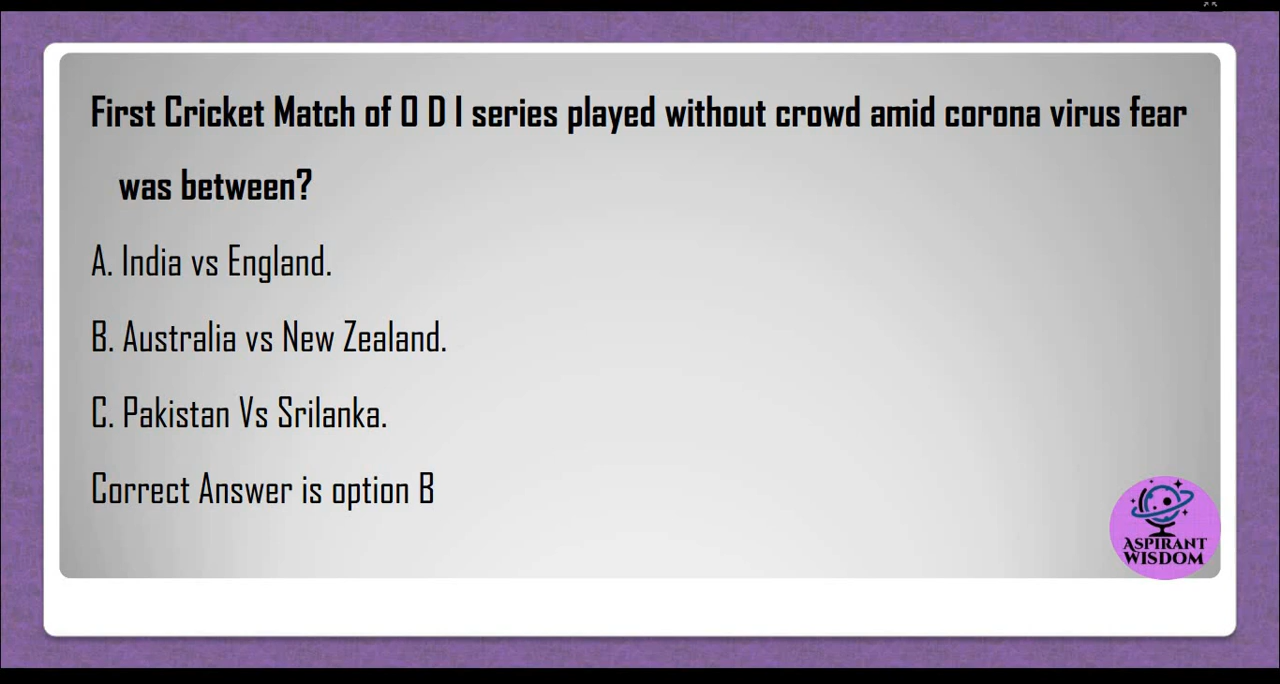 First Cricket Match of O D I series played without crowd amid corona virus fear
was between?
A. India vs England.
B. Australia vs New Zealand.
C. Pakistan Vs Srilanka.
Correct Answer is option B
ASPIRANT
WISDOM